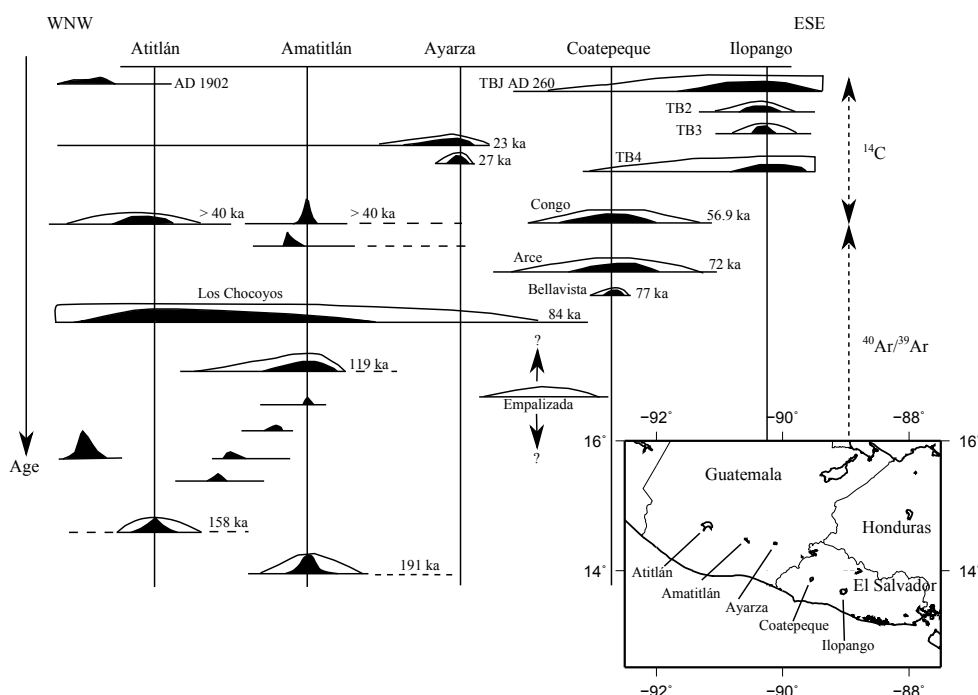 WNW
ESE
Atitlán
Amatitlán
Ayarza
Coatepeque
Ilopango
AD 1902
TBJ AD 260
TB2
TB3
23 ka
27 ka
TB4
14C
> 40 ka
> 40 ka
Congo
56.9 ka
Arce
72 ka
Bellavista
77 ka
Los Chocoyos
84 ka
40Ar/39Ar
?
119 ka
Empalizada
?
Age
158 ka
191 ka
−92˚
−90˚
−88˚
16˚
16˚
Guatemala
Honduras
14˚
14˚
Atitlán
El Salvador
Amatitlán
Ayarza
Coatepeque
Ilopango
−92˚
−90˚
−88˚